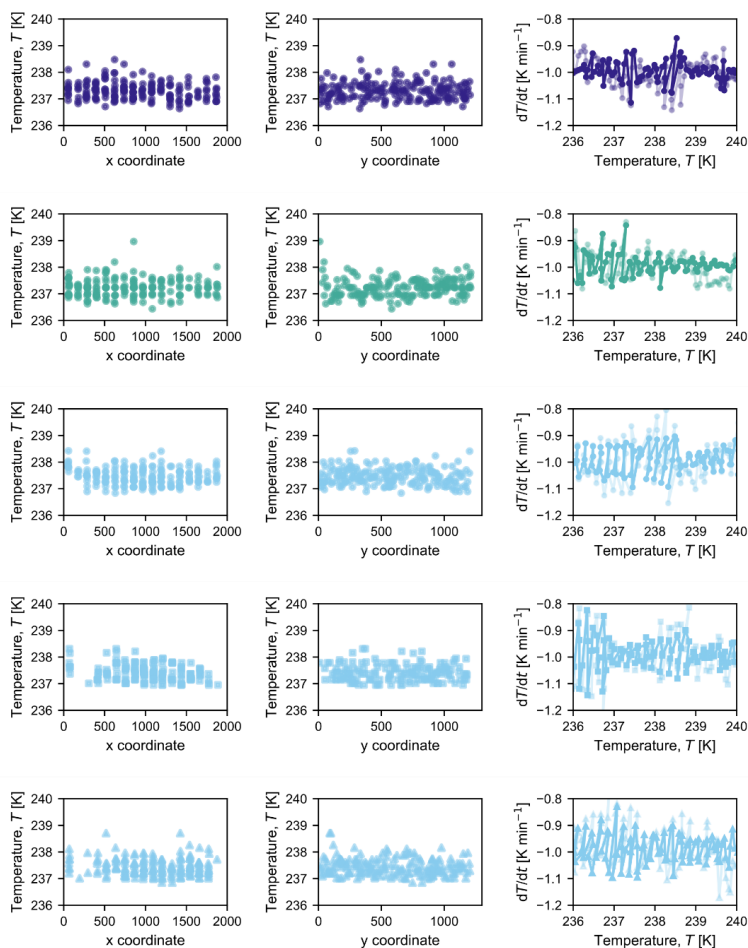 Temperature, T [K]
240
239
238
237
236
0 500 1000 1500 2000
x coordinate
Temperature, T [K]
240
239
238
237
236
0 500 1000
y coordinate
dT/dt [K min⁻¹]
−0.8
−0.9
−1.0
−1.1
−1.2
236 237 238 239 240
Temperature, T [K]
Temperature, T [K]
240
239
238
237
236
0 500 1000 1500 2000
x coordinate
Temperature, T [K]
240
239
238
237
236
0 500 1000
y coordinate
dT/dt [K min⁻¹]
−0.8
−0.9
−1.0
−1.1
−1.2
236 237 238 239 240
Temperature, T [K]
Temperature, T [K]
240
239
238
237
236
0 500 1000 1500 2000
x coordinate
Temperature, T [K]
240
239
238
237
236
0 500 1000
y coordinate
dT/dt [K min⁻¹]
−0.8
−0.9
−1.0
−1.1
−1.2
236 237 238 239 240
Temperature, T [K]
Temperature, T [K]
240
239
238
237
236
0 500 1000 1500 2000
x coordinate
Temperature, T [K]
240
239
238
237
236
0 500 1000
y coordinate
dT/dt [K min⁻¹]
−0.8
−0.9
−1.0
−1.1
−1.2
236 237 238 239 240
Temperature, T [K]
Temperature, T [K]
240
239
238
237
236
0 500 1000 1500 2000
x coordinate
Temperature, T [K]
240
239
238
237
236
0 500 1000
y coordinate
dT/dt [K min⁻¹]
−0.8
−0.9
−1.0
−1.1
−1.2
236 237 238 239 240
Temperature, T [K]